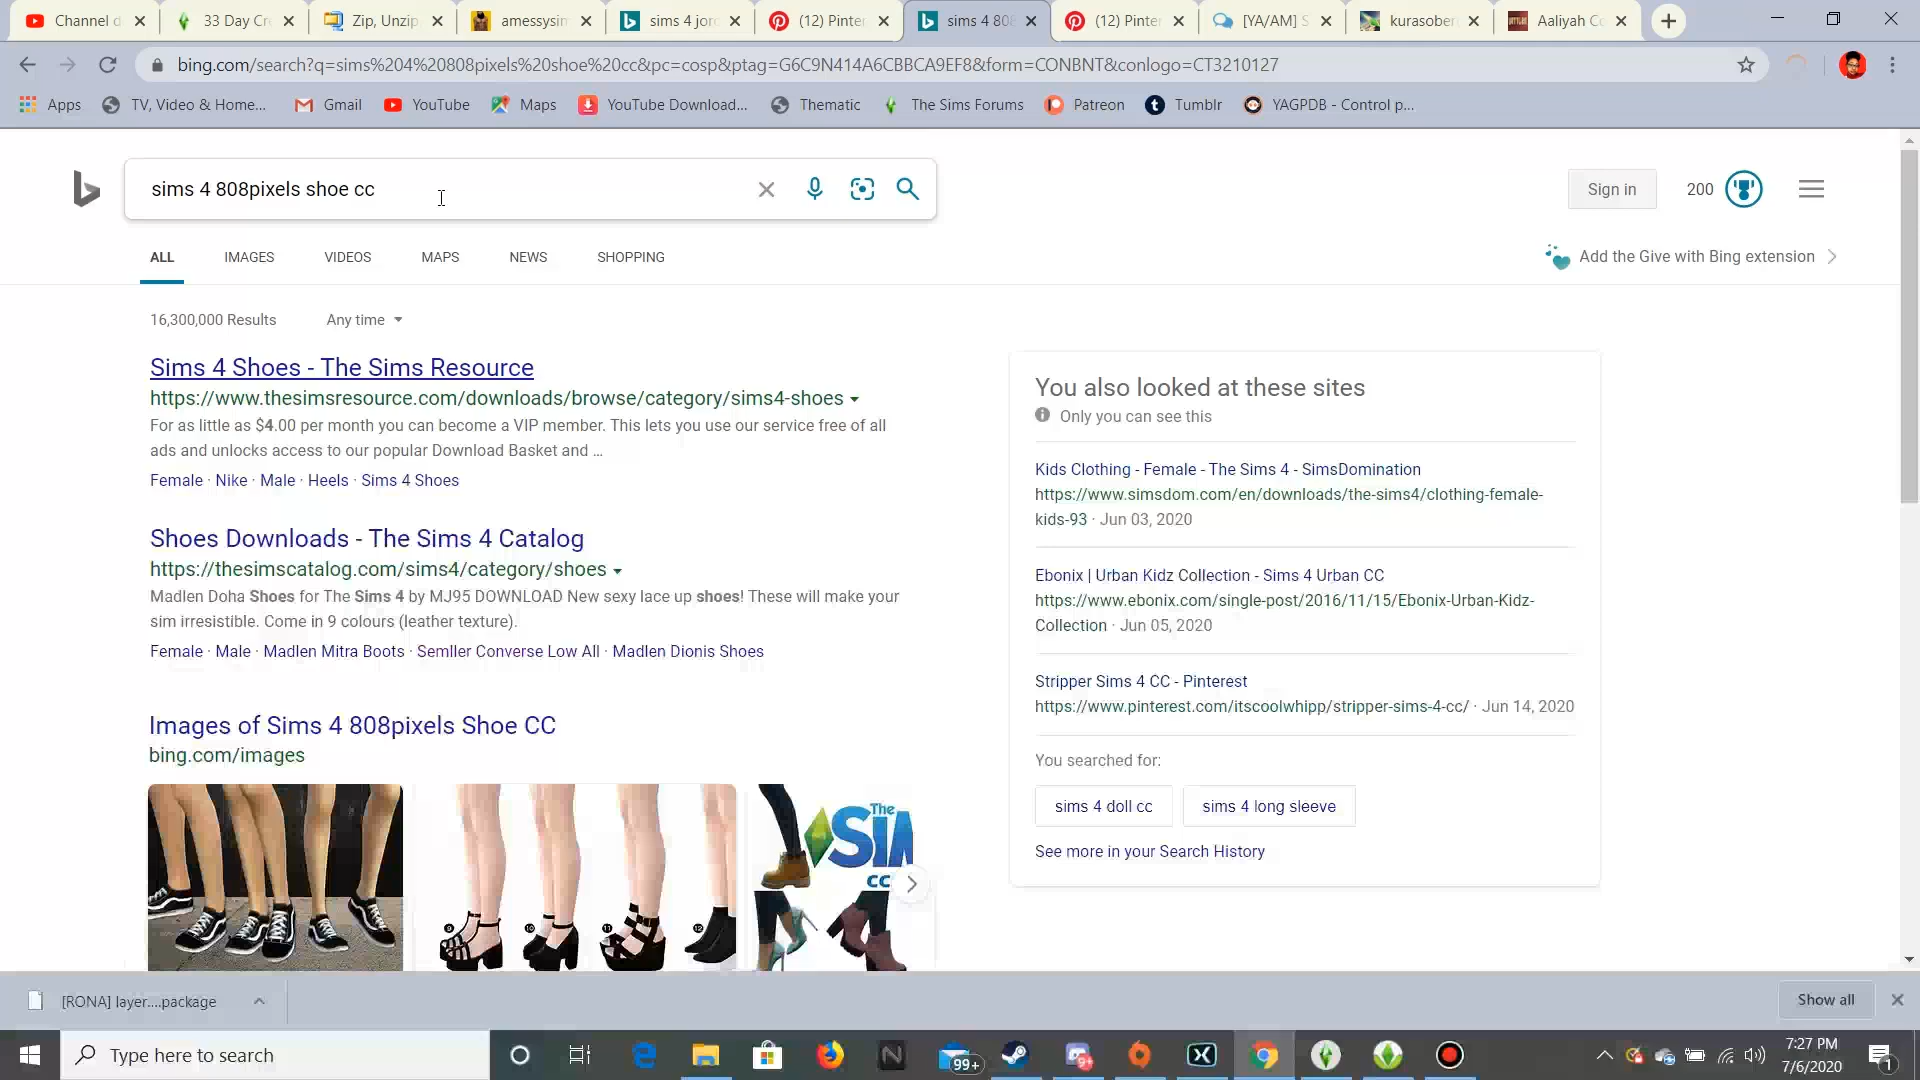 Channel d
33 Day Cr
Zip, Unzip
amessysim
sims 4 jor
(12) Pinter
sims 4 808
(12) Pinter
[YA/AM] S
kurasober
Aaliyah Co
bing.com/search?q=sims%204%20808pixels%20shoe%20cc&pc=cosp&ptag=G6C9N414A6CBBCA9EF8&form=CONBNT&conlogo=CT3210127
Apps
TV, Video & Home...
Gmail
YouTube
Maps
YouTube Download...
Thematic
The Sims Forums
Patreon
Tumblr
YAGPDB - Control p...
sims 4 808pixels shoe cc
Sign in
200
ALL
IMAGES
VIDEOS
MAPS
NEWS
SHOPPING
Add the Give with Bing extension
16,300,000 Results
Any time
Sims 4 Shoes - The Sims Resource
https://www.thesimsresource.com/downloads/browse/category/sims4-shoes
For as little as $4.00 per month you can become a VIP member. This lets you use our service free of all
ads and unlocks access to our popular Download Basket and ...
Female · Nike · Male · Heels · Sims 4 Shoes
Shoes Downloads - The Sims 4 Catalog
https://thesimscatalog.com/sims4/category/shoes
Madlen Doha Shoes for The Sims 4 by MJ95 DOWNLOAD New sexy lace up shoes! These will make your
sim irresistible. Come in 9 colours (leather texture).
Female · Male · Madlen Mitra Boots · Semller Converse Low All · Madlen Dionis Shoes
Images of Sims 4 808pixels Shoe CC
bing.com/images
9
10
11
12
The
SIM
CC
You also looked at these sites
Only you can see this
Kids Clothing - Female - The Sims 4 - SimsDomination
https://www.simsdom.com/en/downloads/the-sims4/clothing-female-
kids-93 · Jun 03, 2020
Ebonix | Urban Kidz Collection - Sims 4 Urban CC
https://www.ebonix.com/single-post/2016/11/15/Ebonix-Urban-Kidz-
Collection · Jun 05, 2020
Stripper Sims 4 CC - Pinterest
https://www.pinterest.com/itscoolwhipp/stripper-sims-4-cc/ · Jun 14, 2020
You searched for:
sims 4 doll cc
sims 4 long sleeve
See more in your Search History
[RONA] layer....package
Show all
Type here to search
99+
9+
7:27 PM
7/6/2020
1